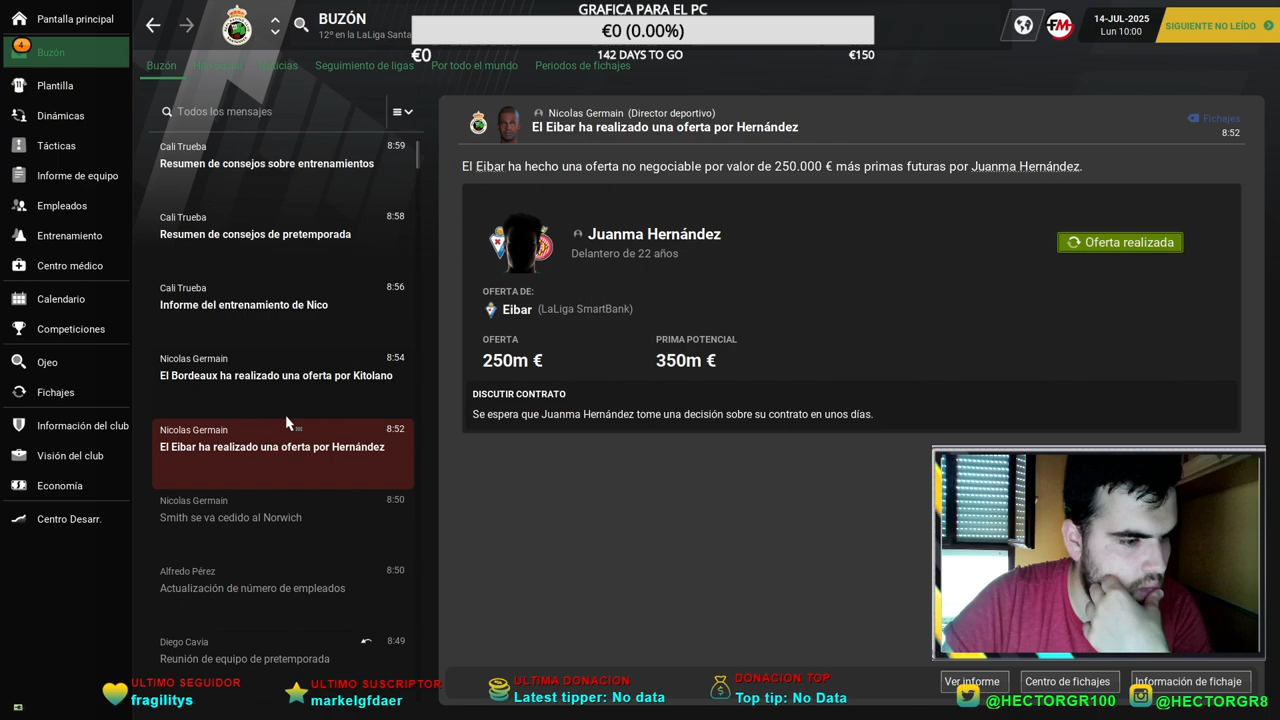 Pantalla principal
4
Buzón
Plantilla
Dinámicas
Tácticas
Informe de equipo
Empleados
Entrenamiento
Centro médico
Calendario
Competiciones
Ojeo
Fichajes
Información del club
Visión del club
Economía
Centro Desarr.
BUZÓN
12º en la LaLiga Santa
GRAFICA PARA EL PC
€0 (0.00%)
€0
142 DAYS TO GO
€150
FM
14-JUL-2025
Lun 10:00
SIGUIENTE NO LEÍDO
Buzón
Noticias
Seguimiento de ligas
Por todo el mundo
Periodos de fichajes
Todos los mensajes
Cali Trueba
8:59
Resumen de consejos sobre entrenamientos
Cali Trueba
8:58
Resumen de consejos de pretemporada
Cali Trueba
8:56
Informe del entrenamiento de Nico
Nicolas Germain
8:54
El Bordeaux ha realizado una oferta por Kitolano
Nicolas Germain
8:52
El Eibar ha realizado una oferta por Hernández
Nicolas Germain
8:50
Smith se va cedido al Norwich
Alfredo Pérez
8:50
Actualización de número de empleados
Diego Cavia
8:49
Reunión de equipo de pretemporada
Nicolas Germain (Director deportivo)
El Eibar ha realizado una oferta por Hernández
Fichajes
8:52
El Eibar ha hecho una oferta no negociable por valor de 250.000 € más primas futuras por Juanma Hernández.
Juanma Hernández
Delantero de 22 años
Oferta realizada
OFERTA DE:
Eibar (LaLiga SmartBank)
OFERTA
PRIMA POTENCIAL
250m €
350m €
DISCUTIR CONTRATO
Se espera que Juanma Hernández tome una decisión sobre su contrato en unos días.
Ver informe
Centro de fichajes
Información de fichaje
ULTIMO SEGUIDOR
fragilitys
ULTIMO SUSCRIPTOR
markelgfdaer
ULTIMA DONACION
Latest tipper: No data
DONACION TOP
Top tip: No Data
@HECTORGR100
@HECTORGR8